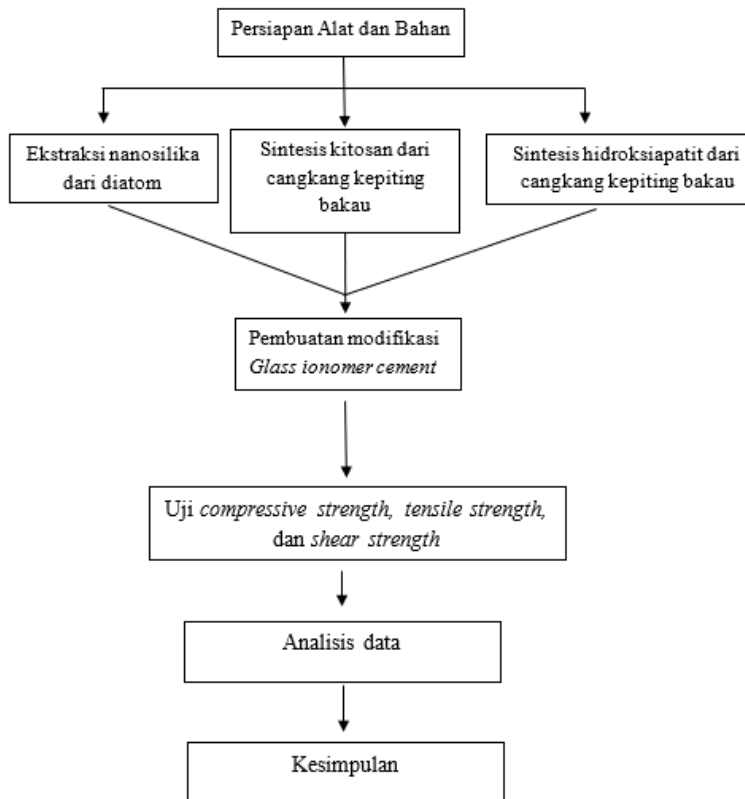 Persiapan Alat dan Bahan
Ekstraksi nanosilika
dari diatom
Sintesis kitosan dari
cangkang kepiting
bakau
Sintesis hidroksiapatit dari
cangkang kepiting bakau
Pembuatan modifikasi
Glass ionomer cement
Uji compressive strength, tensile strength,
dan shear strength
Analisis data
Kesimpulan